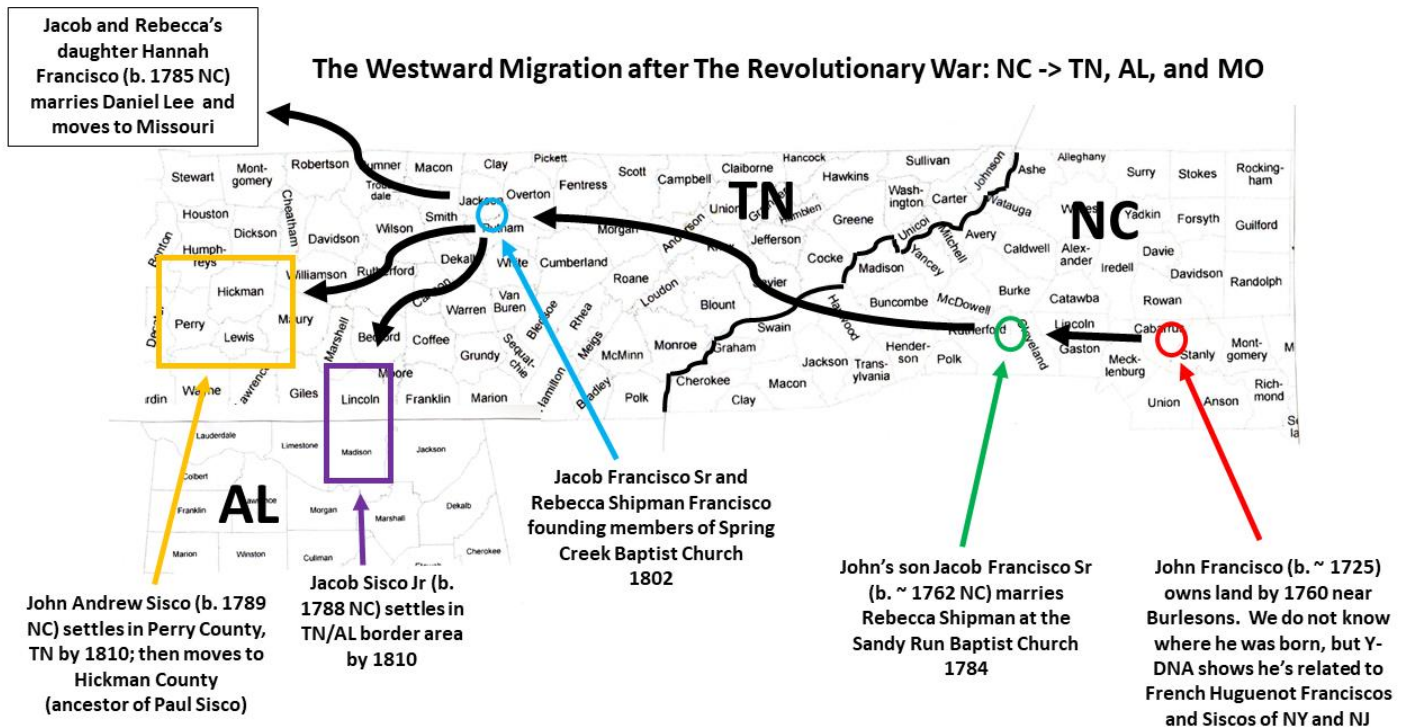 Jacob and Rebecca's
daughter Hannah
Francisco (b. 1785 NC)
marries Daniel Lee and
moves to Missouri
The Westward Migration after The Revolutionary War: NC -> TN, AL, and MO
TN
NC
AL
Stewart
Mont-
gomery
Robertson
Macon
Clay
Pickett
Scott
Campbell
Claiborne
Hancock
Hawkins
Sullivan
Johnson
Houston
Dickson
Cheatham
Davidson
Wilson
Smith
Jackson
Overton
Fentress
Morgan
Anderson
Union
Hamblen
Greene
Wash-
ington
Carter
Unicoi
Benton
Humph-
reys
Hickman
Williamson
Rutherford
Dekalb
Putnam
White
Cumberland
Roane
Loudon
Jefferson
Cocke
Sevier
Blount
Perry
Lewis
Maury
Marshall
Bedford
Cannon
Coffee
Warren
Van
Buren
Bledsoe
Rhea
Meigs
McMinn
Monroe
Grundy
Sequat-
chie
Wayne
Giles
Lincoln
Moore
Franklin
Marion
Bradley
Polk
Ashe
Alleghany
Surry
Stokes
Rocking-
ham
Watauga
Yadkin
Forsyth
Guilford
Mitchell
Avery
Caldwell
Alex-
ander
Iredell
Davie
Davidson
Randolph
Madison
Yancey
Buncombe
McDowell
Burke
Catawba
Rowan
Haywood
Swain
Graham
Cherokee
Clay
Macon
Jackson
Trans-
ylvania
Hender-
son
Polk
Rutherford
Cleveland
Lincoln
Gaston
Meck-
lenburg
Cabarrus
Stanly
Mont-
gomery
Union
Anson
Rich-
mond
Lauderdale
Limestone
Madison
Jackson
Colbert
Franklin
Morgan
Marshall
Dekalb
Marion
Winston
Cullman
Cherokee
John Andrew Sisco (b. 1789
NC) settles in Perry County,
TN by 1810; then moves to
Hickman County
(ancestor of Paul Sisco)
Jacob Sisco Jr (b.
1788 NC) settles in
TN/AL border area
by 1810
Jacob Francisco Sr and
Rebecca Shipman Francisco
founding members of Spring
Creek Baptist Church
1802
John's son Jacob Francisco Sr
(b. ~ 1762 NC) marries
Rebecca Shipman at the
Sandy Run Baptist Church
1784
John Francisco (b. ~ 1725)
owns land by 1760 near
Burlesons. We do not know
where he was born, but Y-
DNA shows he's related to
French Huguenot Franciscos
and Siscos of NY and NJ